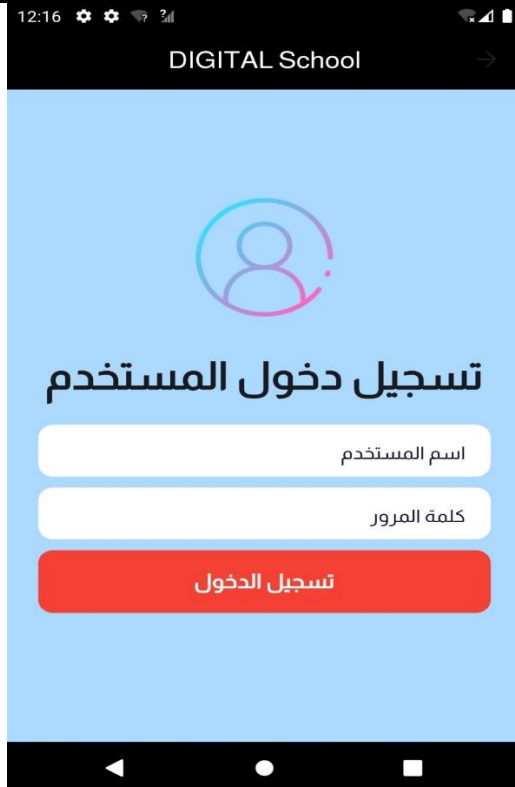 12:16
DIGITAL School
تسجيل دخول المستخدم
اسم المستخدم
كلمة المرور
تسجيل الدخول